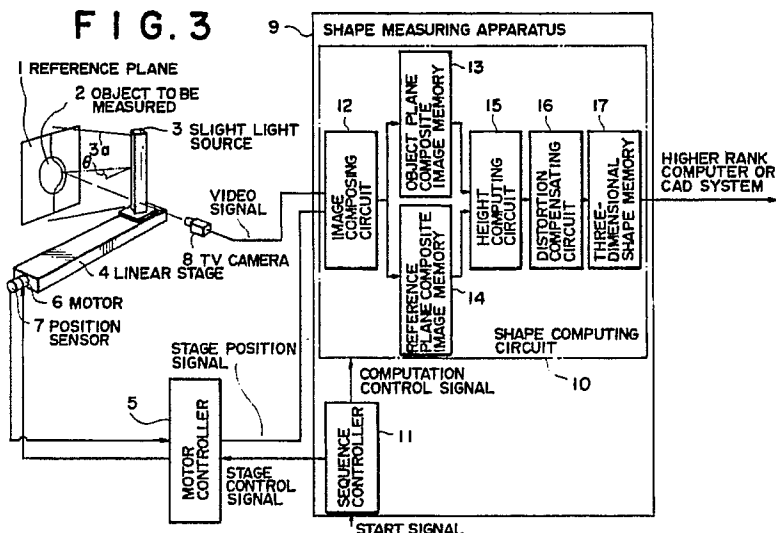 FIG. 3
1 REFERENCE PLANE
2 OBJECT TO BE
MEASURED
3 SLIGHT LIGHT
SOURCE
3a
θ
VIDEO
SIGNAL
8 TV CAMERA
4 LINEAR STAGE
6 MOTOR
7 POSITION
SENSOR
STAGE POSITION
SIGNAL
5
MOTOR
CONTROLLER
STAGE
CONTROL
SIGNAL
9
SHAPE MEASURING APPARATUS
12
IMAGE COMPOSING
CIRCUIT
13
OBJECT PLANE
COMPOSITE
IMAGE MEMORY
REFERENCE
PLANE COMPOSITE
IMAGE MEMORY
14
15
HEIGHT COMPUTING
CIRCUIT
16
DISTORTION
COMPENSATING
CIRCUIT
17
THREE-
DIMENSIONAL
SHAPE MEMORY
HIGHER RANK
COMPUTER OR
CAD SYSTEM
SHAPE COMPUTING
CIRCUIT
10
COMPUTATION
CONTROL SIGNAL
11
SEQUENCE
CONTROLLER
START SIGNAL